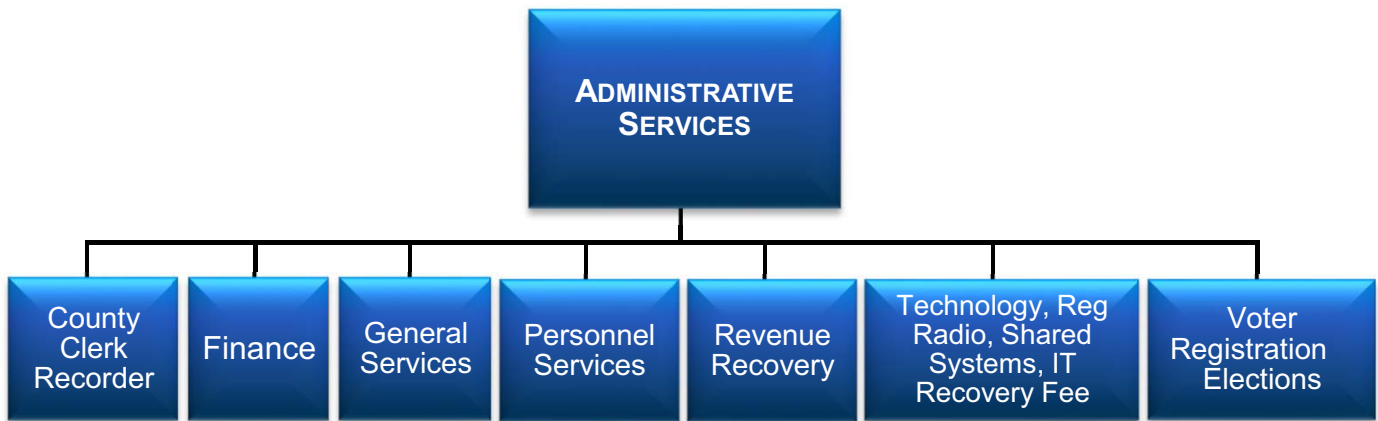 ADMINISTRATIVE
SERVICES
County
Clerk
Recorder
Finance
General
Services
Personnel
Services
Revenue
Recovery
Technology, Reg
Radio, Shared
Systems, IT
Recovery Fee
Voter
Registration
Elections